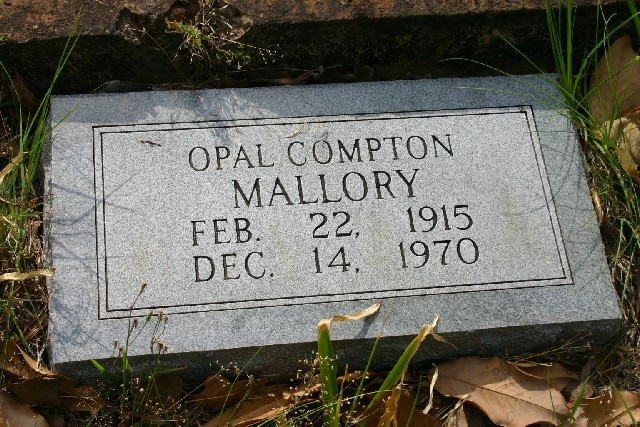 OPAL COMPTON
MALLORY
FEB. 22, 1915
DEC. 14, 1970